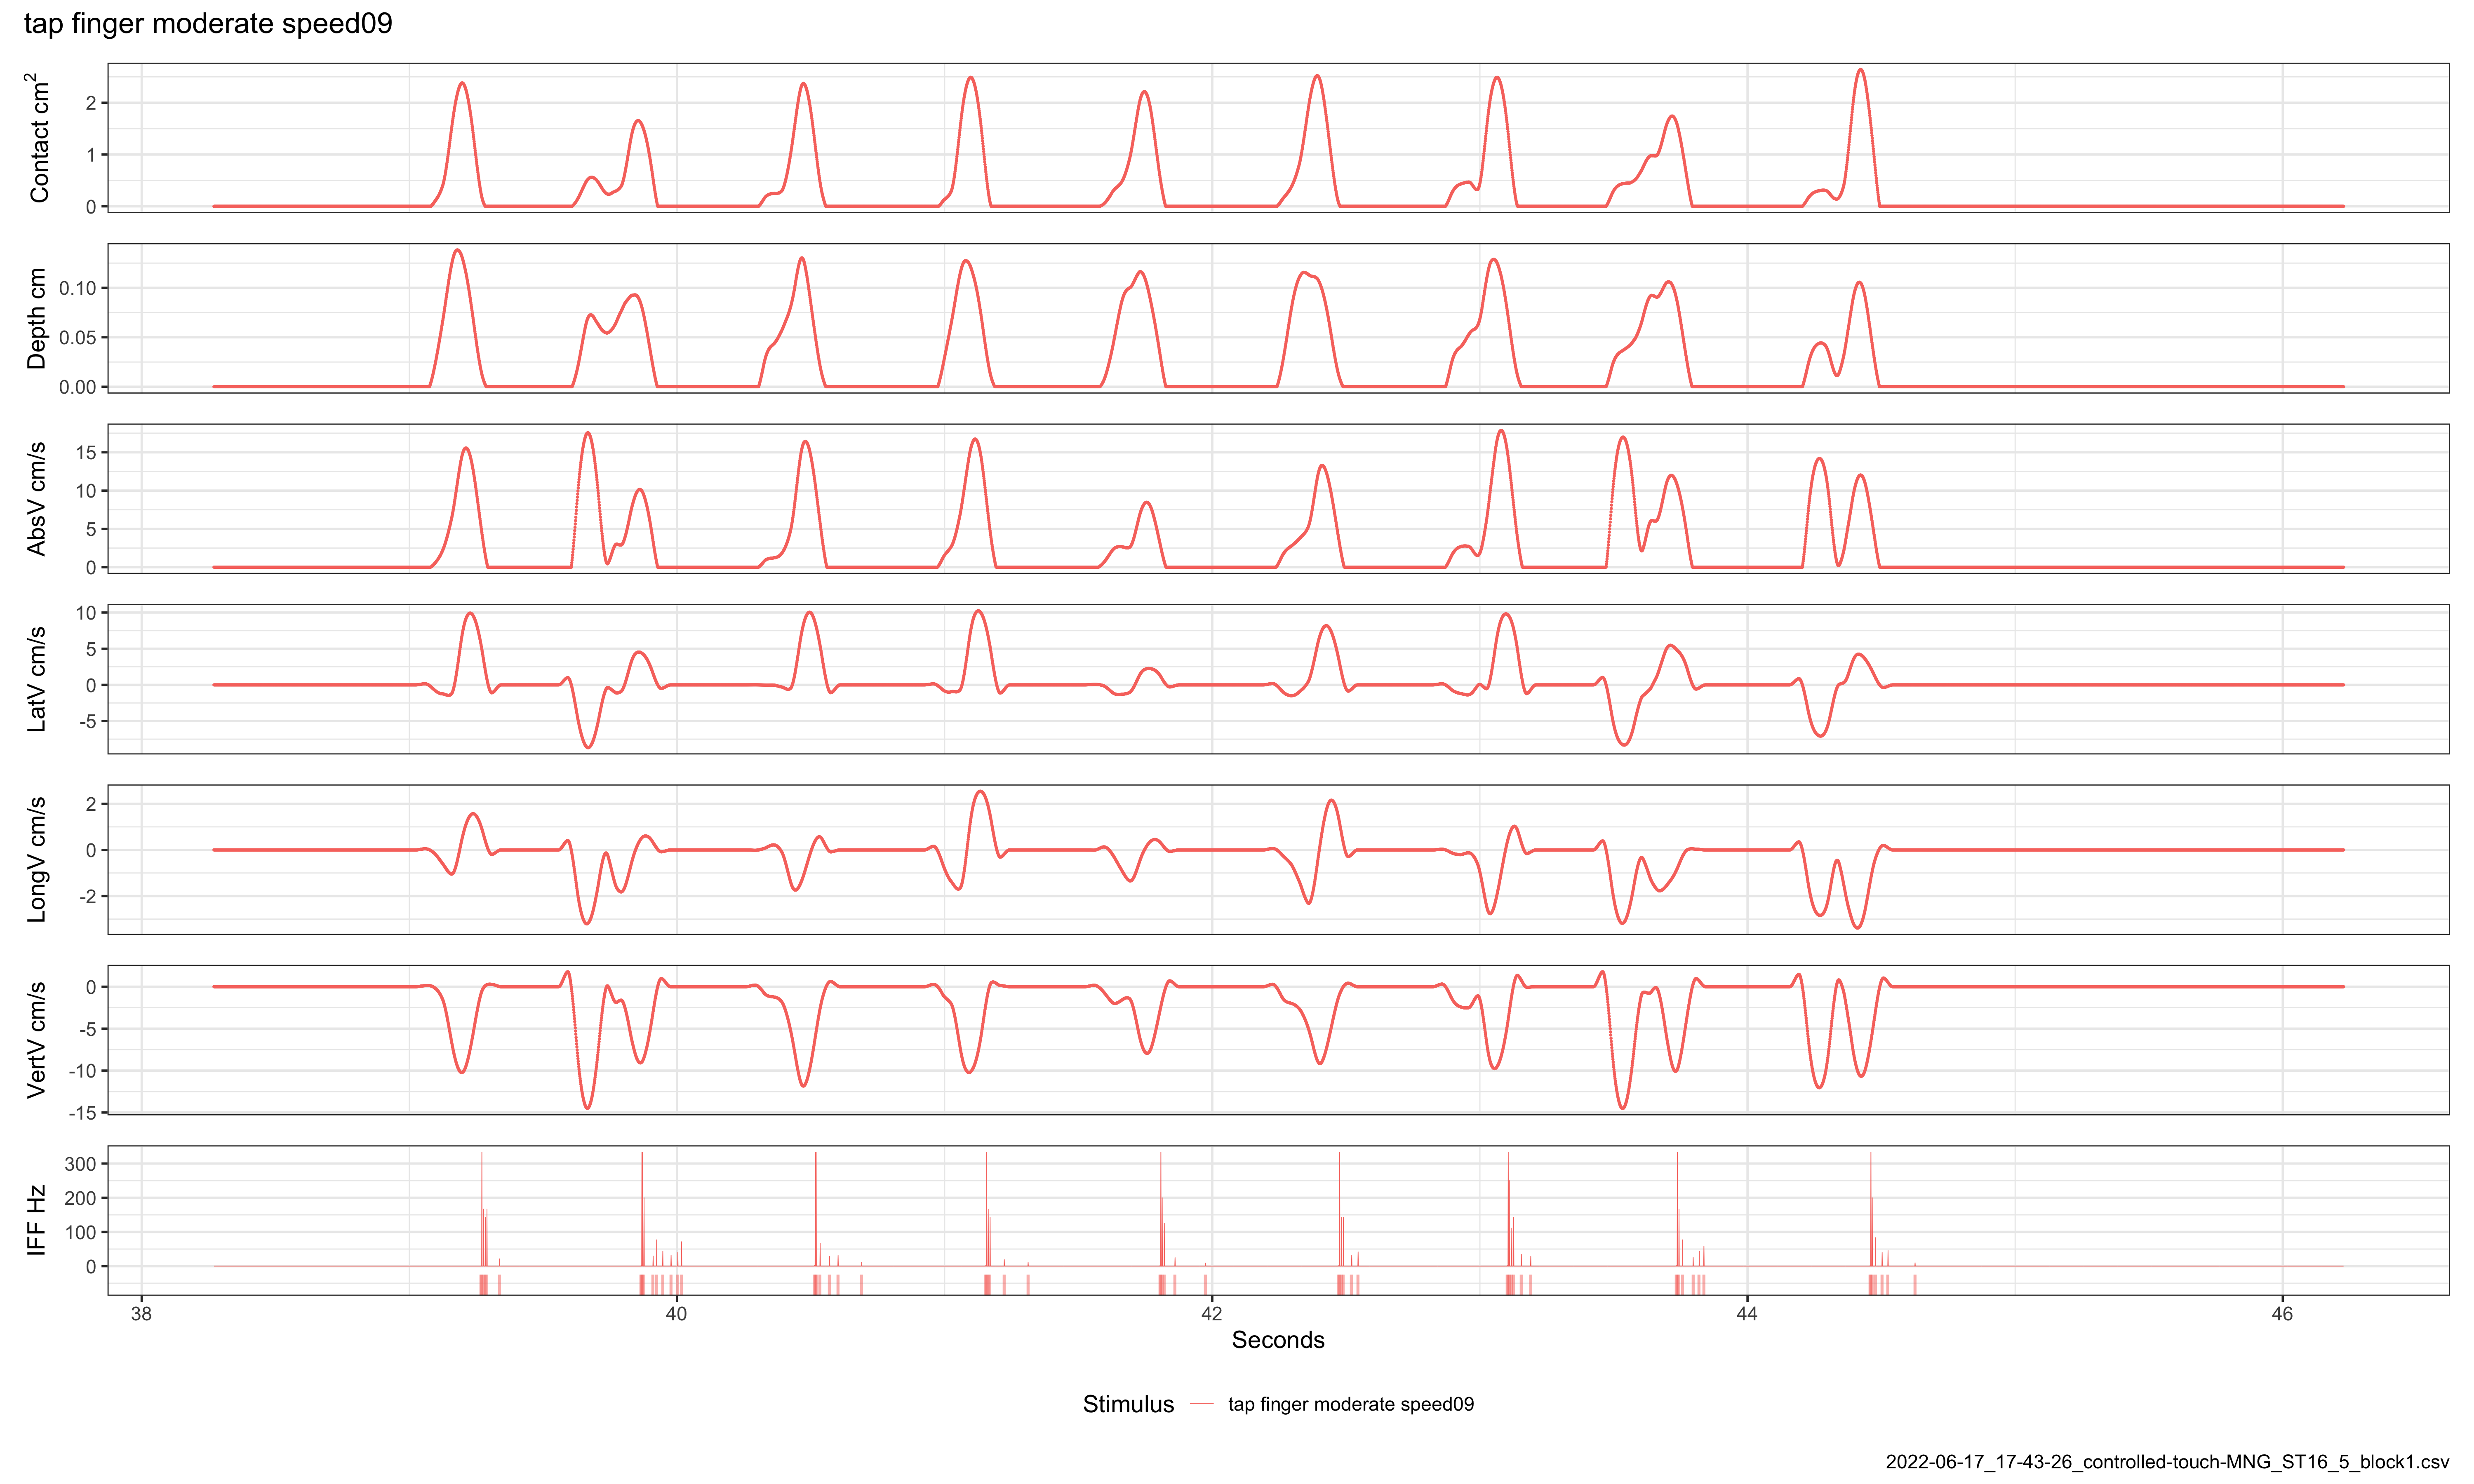 tap finger moderate speed09
Contact cm²
2
1
0
Depth cm
0.10
0.05
0.00
AbsV cm/s
15
10
5
0
LatV cm/s
10
5
0
-5
LongV cm/s
2
0
-2
VertV cm/s
0
-5
-10
-15
IFF Hz
300
200
100
0
38 40 42 44 46
Seconds
Stimulus tap finger moderate speed09
2022-06-17_17-43-26_controlled-touch-MNG_ST16_5_block1.csv